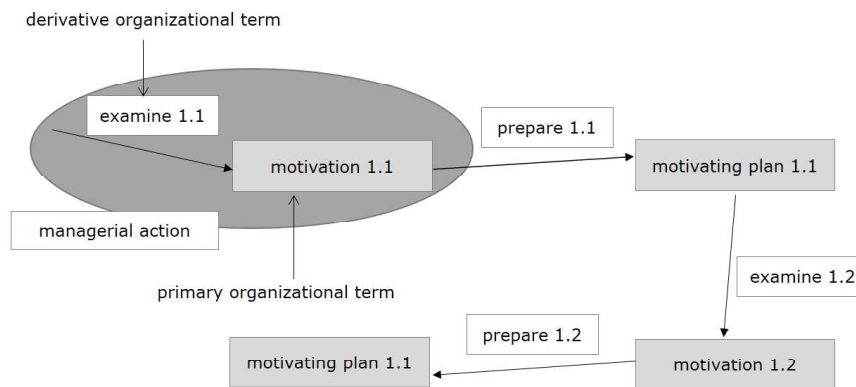 derivative organizational term
examine 1.1
prepare 1.1
motivation 1.1
motivating plan 1.1
managerial action
examine 1.2
primary organizational term
prepare 1.2
motivating plan 1.1
motivation 1.2